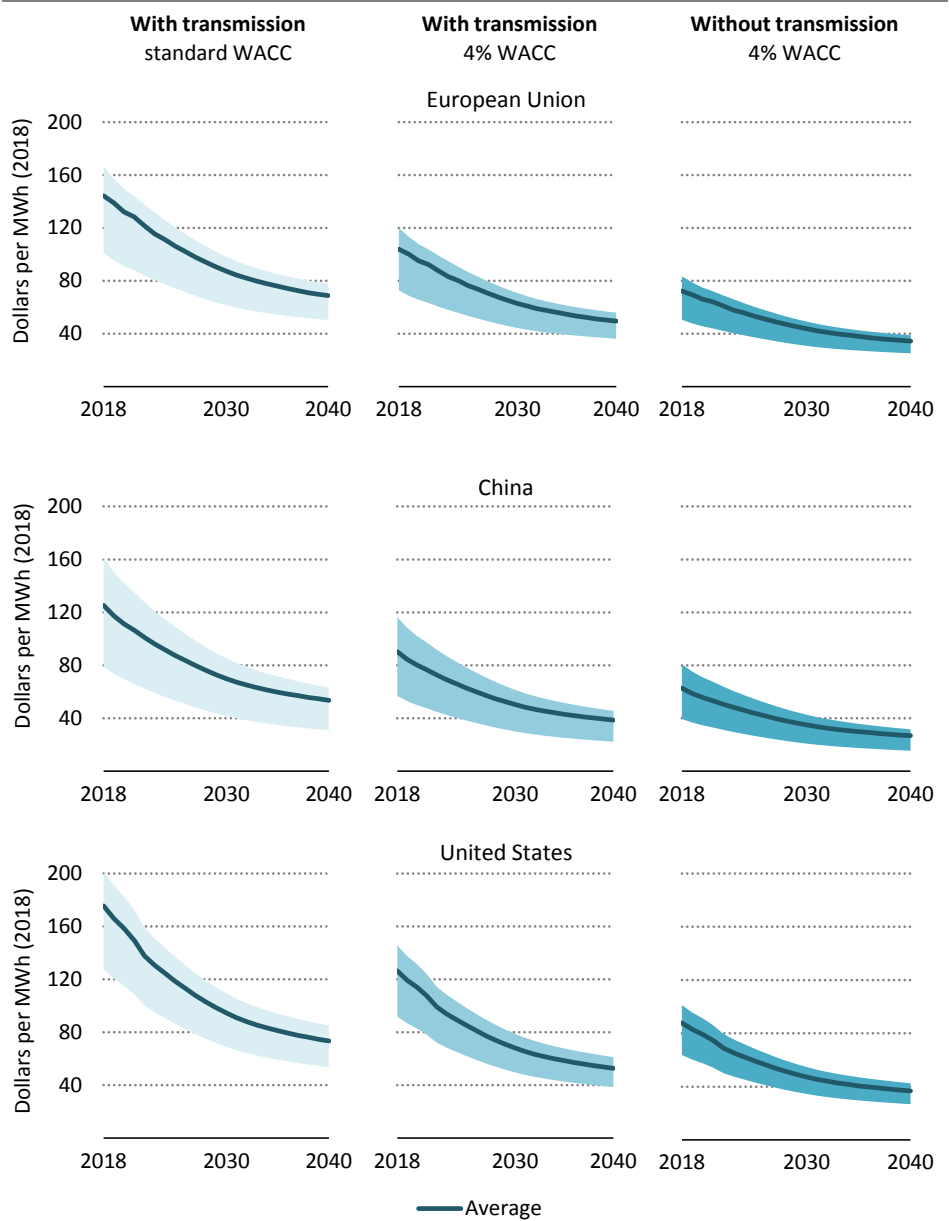 With transmission
standard WACC
With transmission
4% WACC
Without transmission
4% WACC
European Union
Dollars per MWh (2018)
200
160
120
80
40
2018 2030 2040
2018 2030 2040
2018 2030 2040
China
Dollars per MWh (2018)
200
160
120
80
40
2018 2030 2040
2018 2030 2040
2018 2030 2040
United States
Dollars per MWh (2018)
200
160
120
80
40
2018 2030 2040
2018 2030 2040
2018 2030 2040
Average